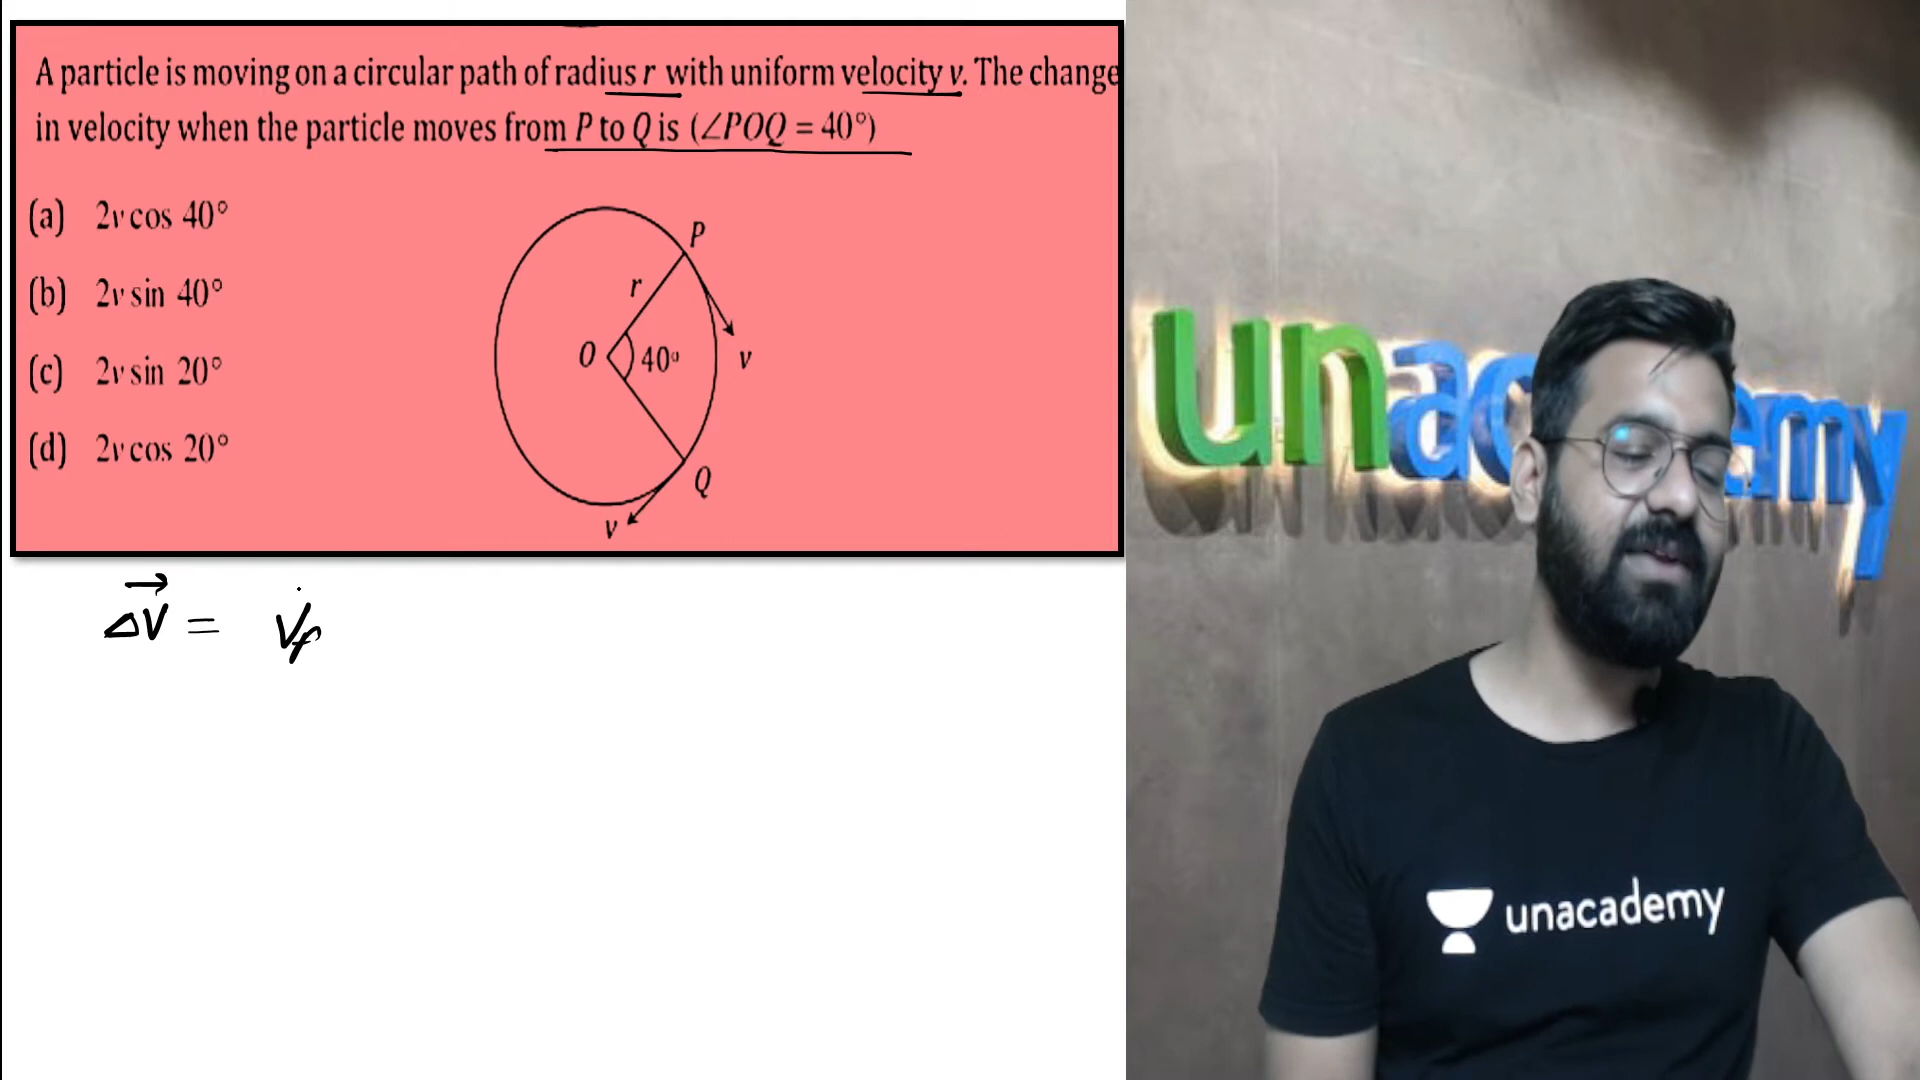 A particle is moving on a circular path of radius r with uniform velocity v. The change
in velocity when the particle moves from P to Q is (∠POQ = 40°)
(a) 2v cos 40°
(b) 2v sin 40°
(c) 2v sin 20°
(d) 2v cos 20°
P
r
O
40°
v
Q
v
ΔV⃗ = Vf
unacademy
unacademy